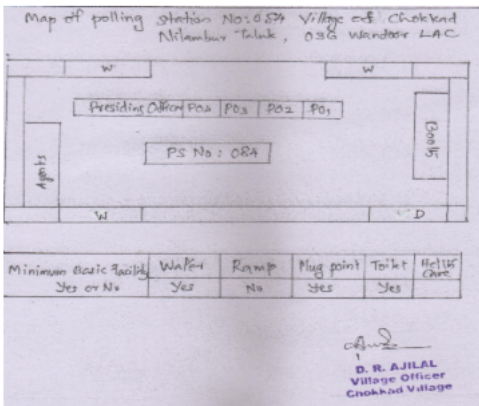 Map of polling Station No: 084 Village of Chokkad
Nilambur Taluk, 036 Wandoor LAC
W
W
Presiding Officer PO4 PO3 PO2 PO1
PS No: 084
Agents
Booth
W
D
Minimum Basic Facility Water Ramp Plug point Toilet Helth Care
Yes or No Yes No Yes Yes
D. R. AJILAL
Village Officer
Chokkad Village